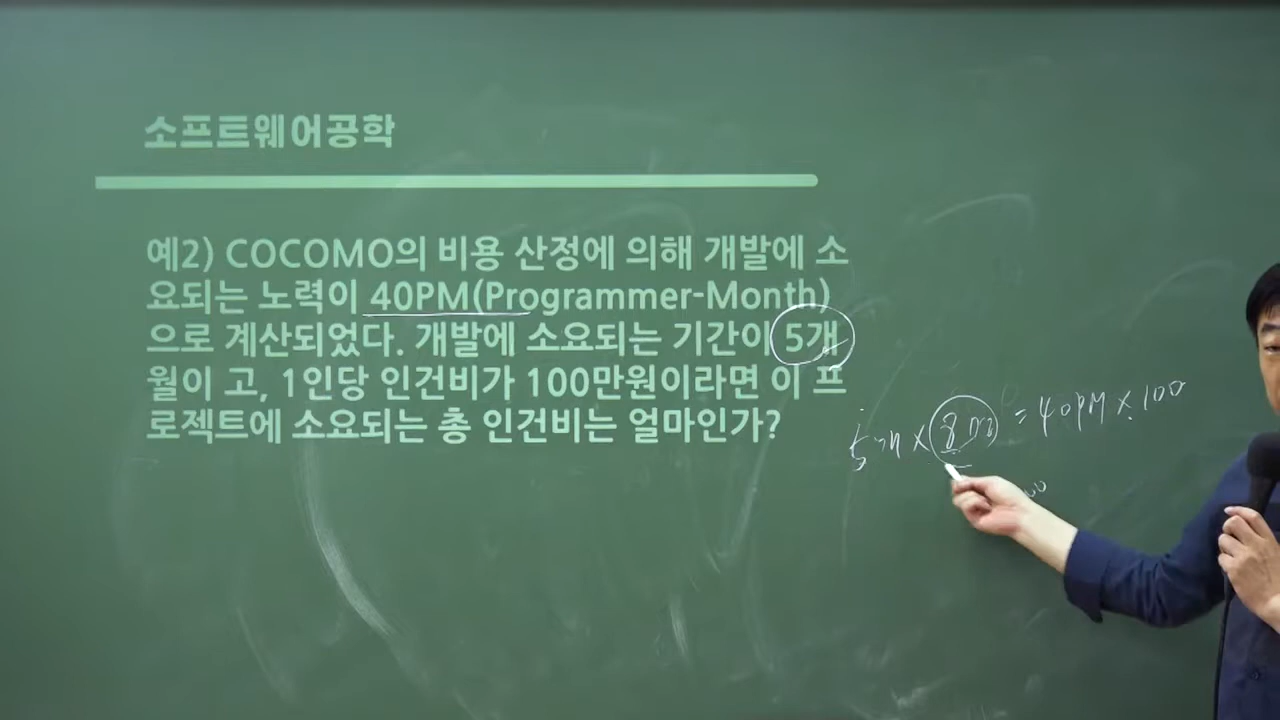 소프트웨어공학
예2) COCOMO의 비용 산정에 의해 개발에 소
요되는 노력이 40PM(Programmer-Month)
으로 계산되었다. 개발에 소요되는 기간이 5개
월이 고, 1인당 인건비가 100만원이라면 이 프
로젝트에 소요되는 총 인건비는 얼마인가?
5개 × 8명 = 40PM × 100